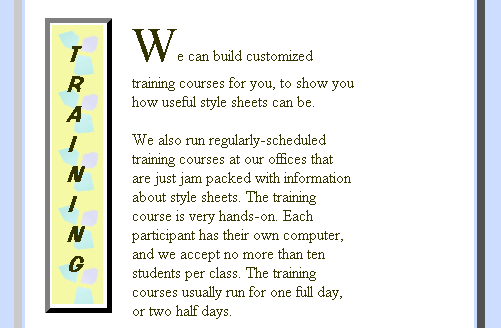 TRAINING
We can build customized
training courses for you, to show you
how useful style sheets can be.
We also run regularly-scheduled
training courses at our offices that
are just jam packed with information
about style sheets. The training
course is very hands-on. Each
participant has their own computer,
and we accept no more than ten
students per class. The training
courses usually run for one full day,
or two half days.